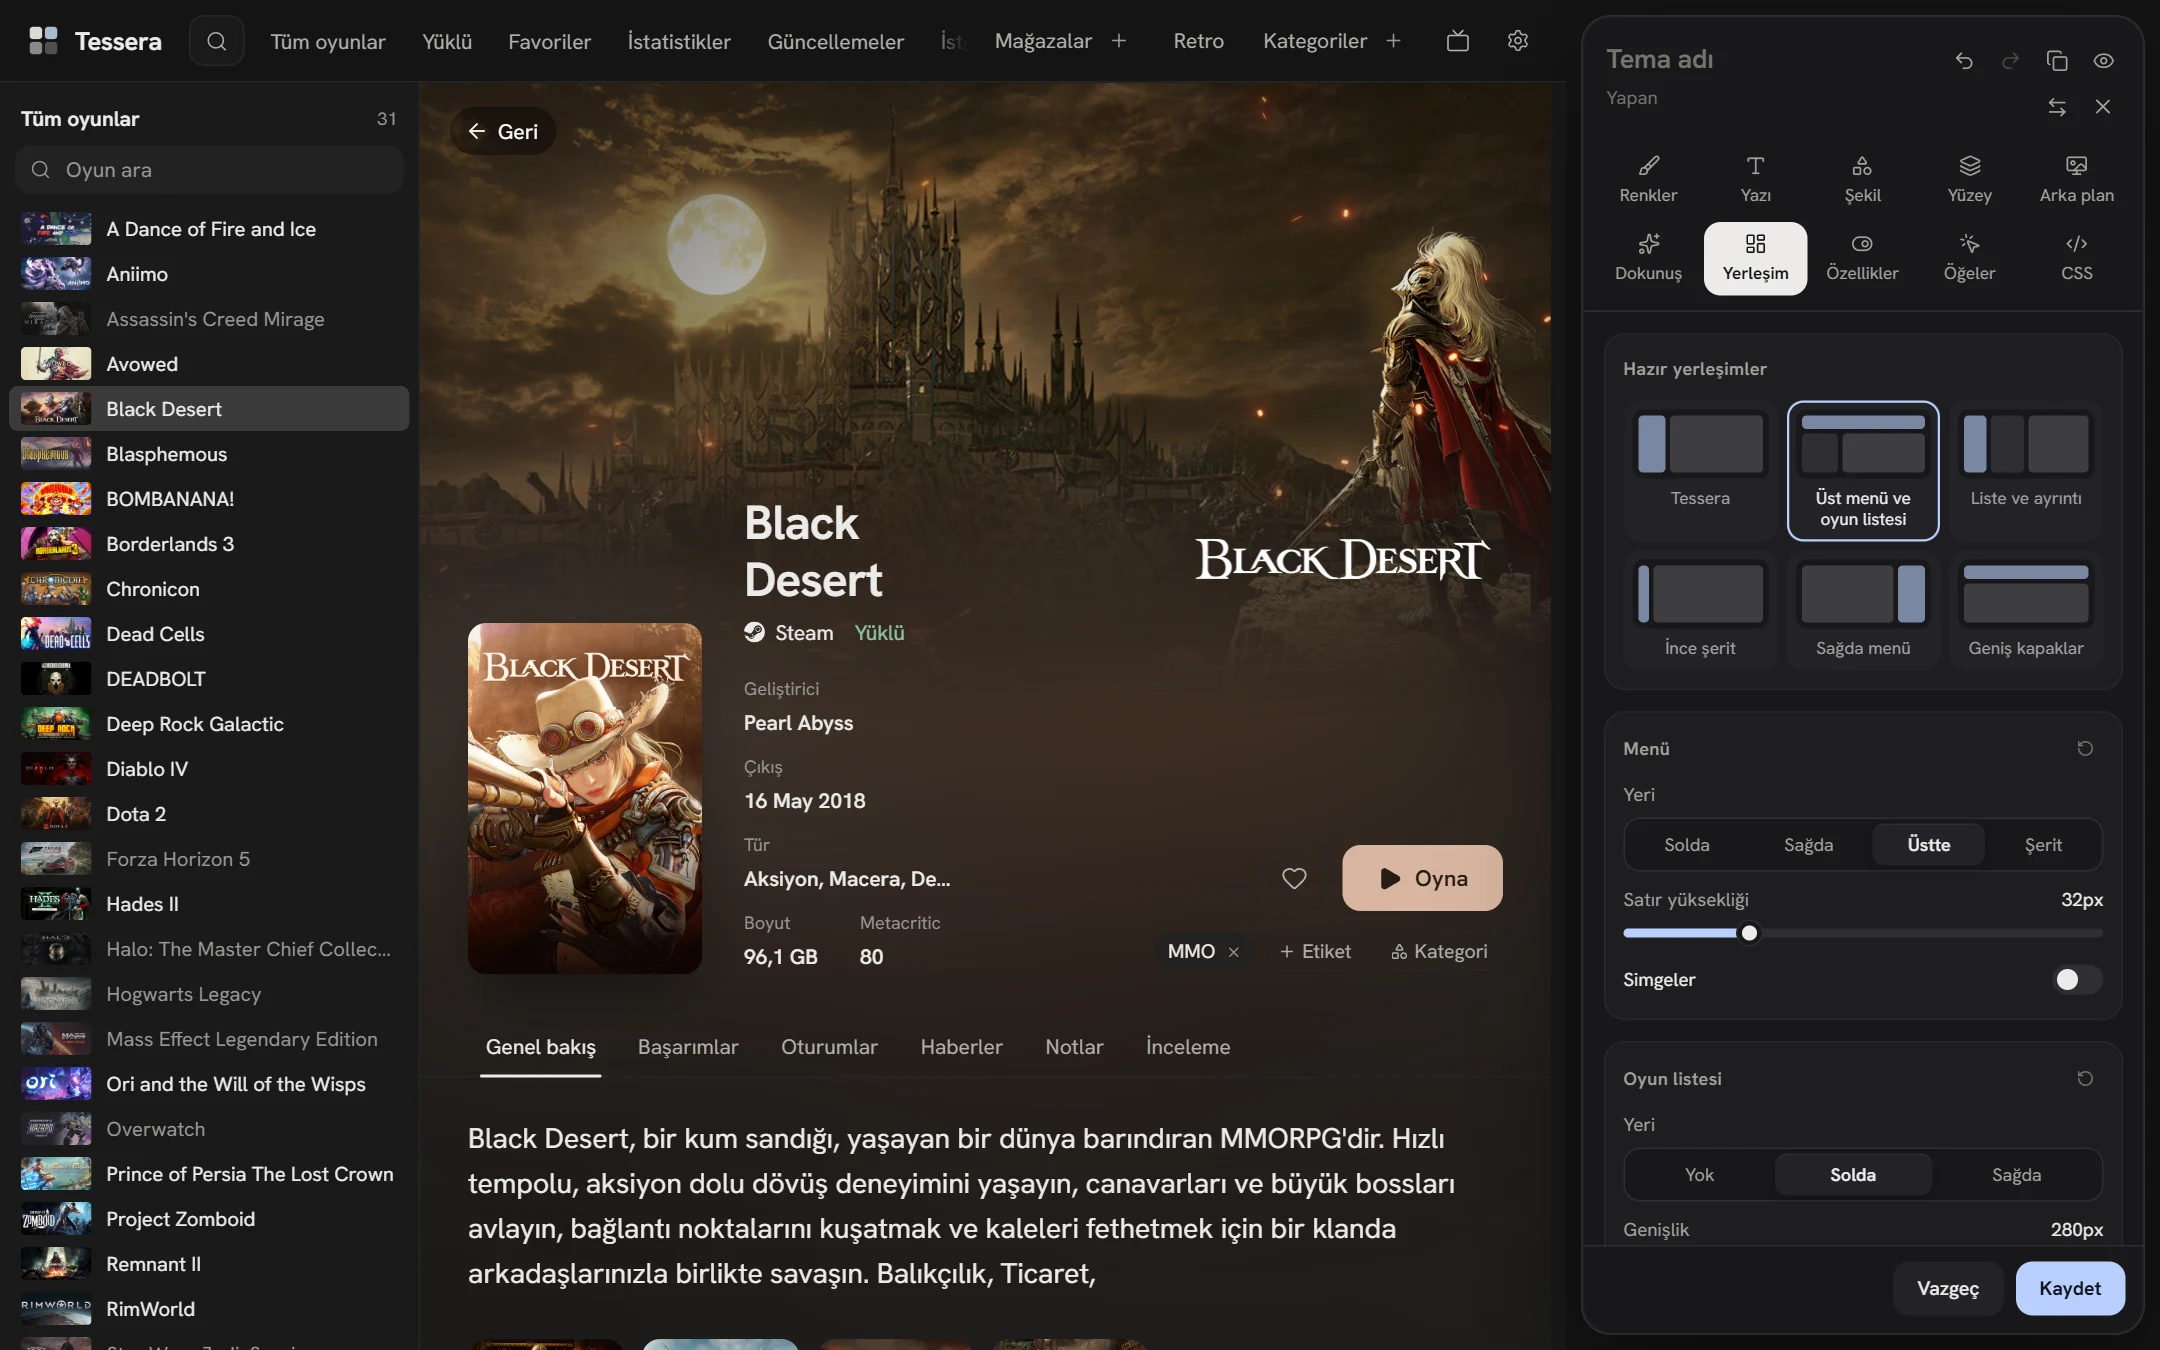 Tessera
Tüm oyunlar
Yüklü
Favoriler
İstatistikler
Güncellemeler
Mağazalar
Retro
Kategoriler
Tüm oyunlar
31
Oyun ara
A Dance of Fire and Ice
Aniimo
Assassin's Creed Mirage
Avowed
Black Desert
Blasphemous
BOMBANANA!
Borderlands 3
Chronicon
Dead Cells
DEADBOLT
Deep Rock Galactic
Diablo IV
Dota 2
Forza Horizon 5
Hades II
Halo: The Master Chief Collec...
Hogwarts Legacy
Mass Effect Legendary Edition
Ori and the Will of the Wisps
Overwatch
Prince of Persia The Lost Crown
Project Zomboid
Remnant II
RimWorld
Geri
Black
Desert
BLACK DESERT
Steam
Yüklü
BLACK DESERT
Geliştirici
Pearl Abyss
Çıkış
16 May 2018
Tür
Aksiyon, Macera, De...
Boyut
Metacritic
96,1 GB
80
Oyna
MMO
Etiket
Kategori
Genel bakış
Başarımlar
Oturumlar
Haberler
Notlar
İnceleme
Black Desert, bir kum sandığı, yaşayan bir dünya barındıran MMORPG'dir. Hızlı
tempolu, aksiyon dolu dövüş deneyimini yaşayın, canavarları ve büyük bossları
avlayın, bağlantı noktalarını kuşatmak ve kaleleri fethetmek için bir klanda
arkadaşlarınızla birlikte savaşın. Balıkçılık, Ticaret,
Tema adı
Yapan
Renkler
Yazı
Şekil
Yüzey
Arka plan
Dokunuş
Yerleşim
Özellikler
Öğeler
CSS
Hazır yerleşimler
Tessera
Üst menü ve
oyun listesi
Liste ve ayrıntı
İnce şerit
Sağda menü
Geniş kapaklar
Menü
Yeri
Solda
Sağda
Üstte
Şerit
Satır yüksekliği
32px
Simgeler
Oyun listesi
Yeri
Yok
Solda
Sağda
Genişlik
280px
Vazgeç
Kaydet